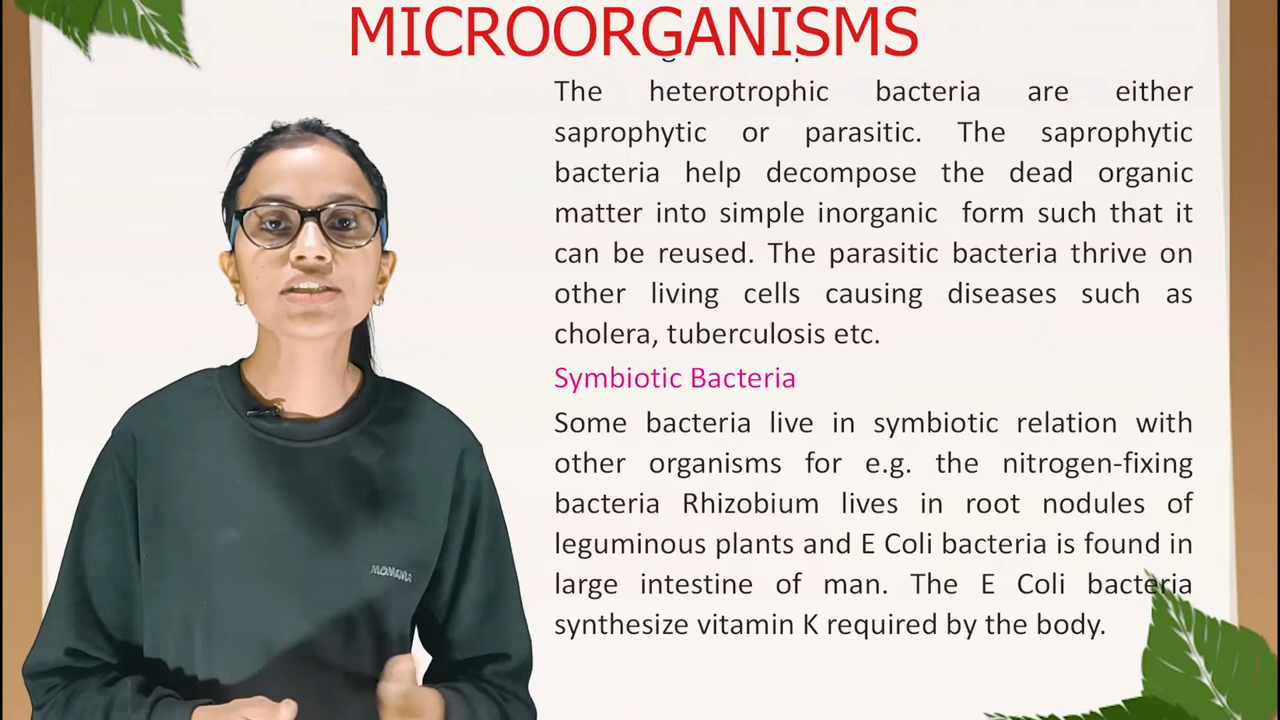 MICROORGANISMS
The heterotrophic bacteria are either
saprophytic or parasitic. The saprophytic
bacteria help decompose the dead organic
matter into simple inorganic form such that it
can be reused. The parasitic bacteria thrive on
other living cells causing diseases such as
cholera, tuberculosis etc.
Symbiotic Bacteria
Some bacteria live in symbiotic relation with
other organisms for e.g. the nitrogen-fixing
bacteria Rhizobium lives in root nodules of
leguminous plants and E Coli bacteria is found in
large intestine of man. The E Coli bacteria
synthesize vitamin K required by the body.